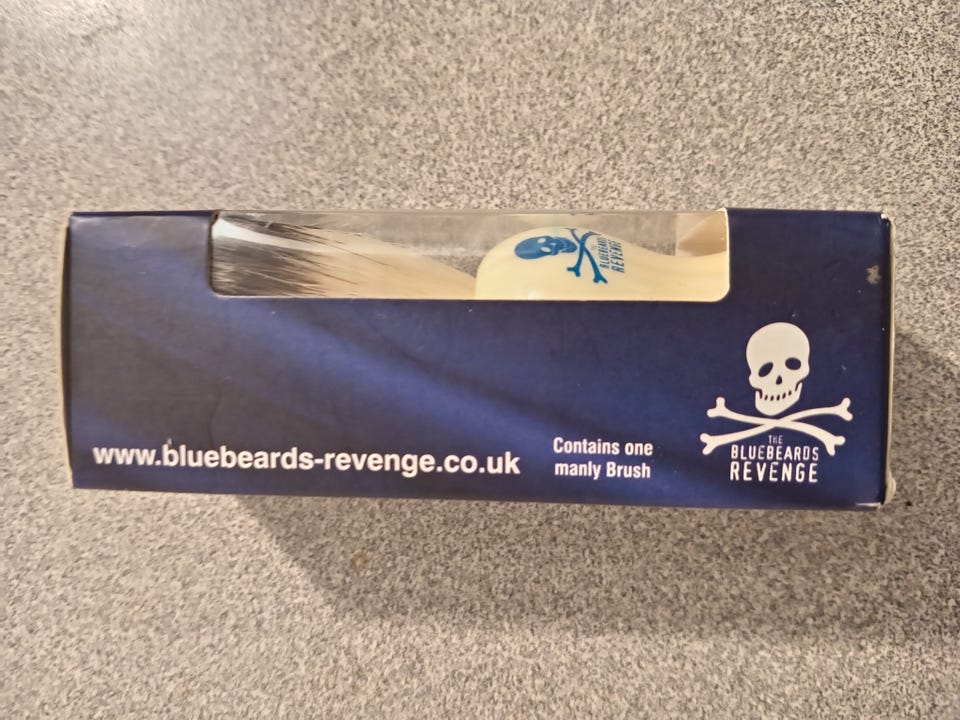 THE
BLUEBEARDS
REVENGE
www.bluebeards-revenge.co.uk
Contains one
manly Brush
THE
BLUEBEARDS
REVENGE